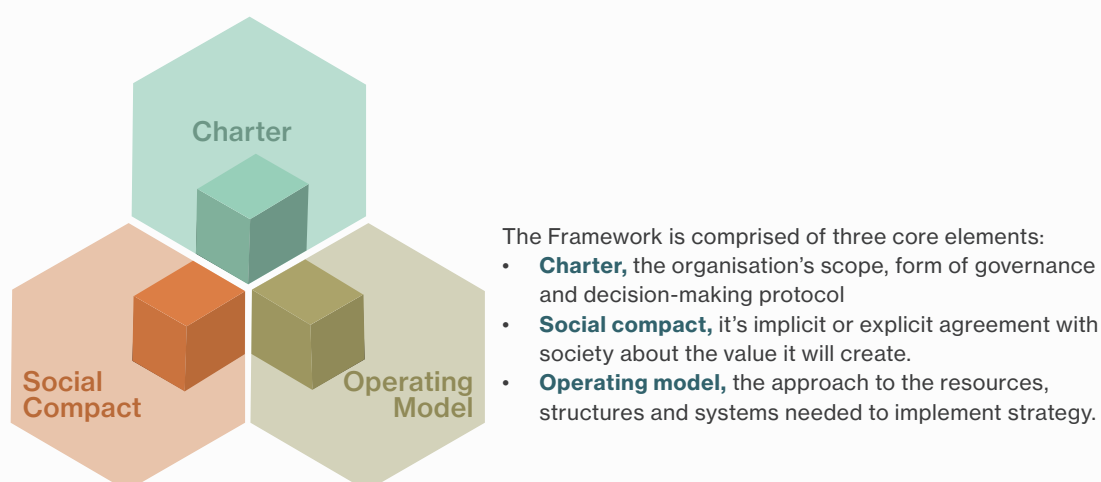 Charter
Social
Compact
Operating
Model
The Framework is comprised of three core elements:
• Charter, the organisation's scope, form of governance
and decision-making protocol
• Social compact, it's implicit or explicit agreement with
society about the value it will create.
• Operating model, the approach to the resources,
structures and systems needed to implement strategy.